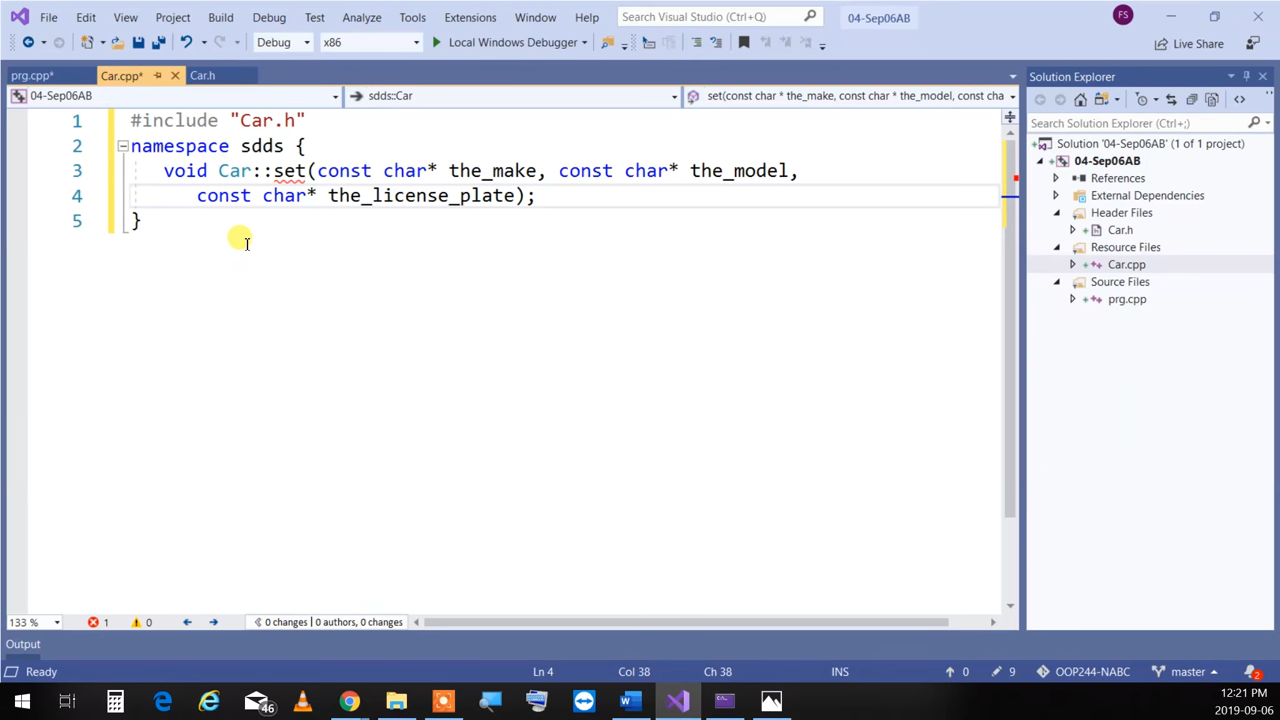 File Edit View Project Build Debug Test Analyze Tools Extensions Window Help Search Visual Studio (Ctrl+Q) 04-Sep06AB FS
Debug x86 Local Windows Debugger Live Share
prg.cpp* Car.cpp* Car.h
04-Sep06AB sdds::Car set(const char * the_make, const char * the_model, const cha
1 #include "Car.h"
2 namespace sdds {
3 void Car::set(const char* the_make, const char* the_model,
4 const char* the_license_plate);
5 }
Solution Explorer
Search Solution Explorer (Ctrl+;)
Solution '04-Sep06AB' (1 of 1 project)
04-Sep06AB
References
External Dependencies
Header Files
Car.h
Resource Files
Car.cpp
Source Files
prg.cpp
133 % 1 0 0 changes | 0 authors, 0 changes
Output
Ready Ln 4 Col 38 Ch 38 INS 0 9 OOP244-NABC master 2
46 12:21 PM
2019-09-06